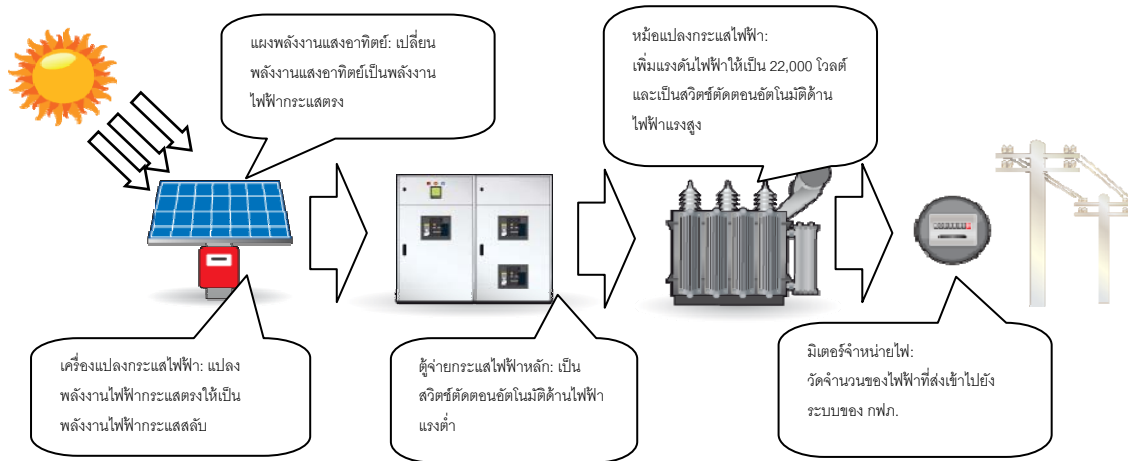 แผงพลังงานแสงอาทิตย์: เปลี่ยน
พลังงานแสงอาทิตย์เป็นพลังงาน
ไฟฟ้ากระแสตรง
หม้อแปลงกระแสไฟฟ้า:
เพิ่มแรงดันไฟฟ้าให้เป็น 22,000 โวลต์
และเป็นสวิตช์ตัดตอนอัตโนมัติด้าน
ไฟฟ้าแรงสูง
เครื่องแปลงกระแสไฟฟ้า: แปลง
พลังงานไฟฟ้ากระแสตรงให้เป็น
พลังงานไฟฟ้ากระแสสลับ
ตู้จ่ายกระแสไฟฟ้าหลัก: เป็น
สวิตช์ตัดตอนอัตโนมัติด้านไฟฟ้า
แรงต่ำ
มิเตอร์จำหน่ายไฟ:
วัดจำนวนของไฟฟ้าที่ส่งเข้าไปยัง
ระบบของ กฟภ.